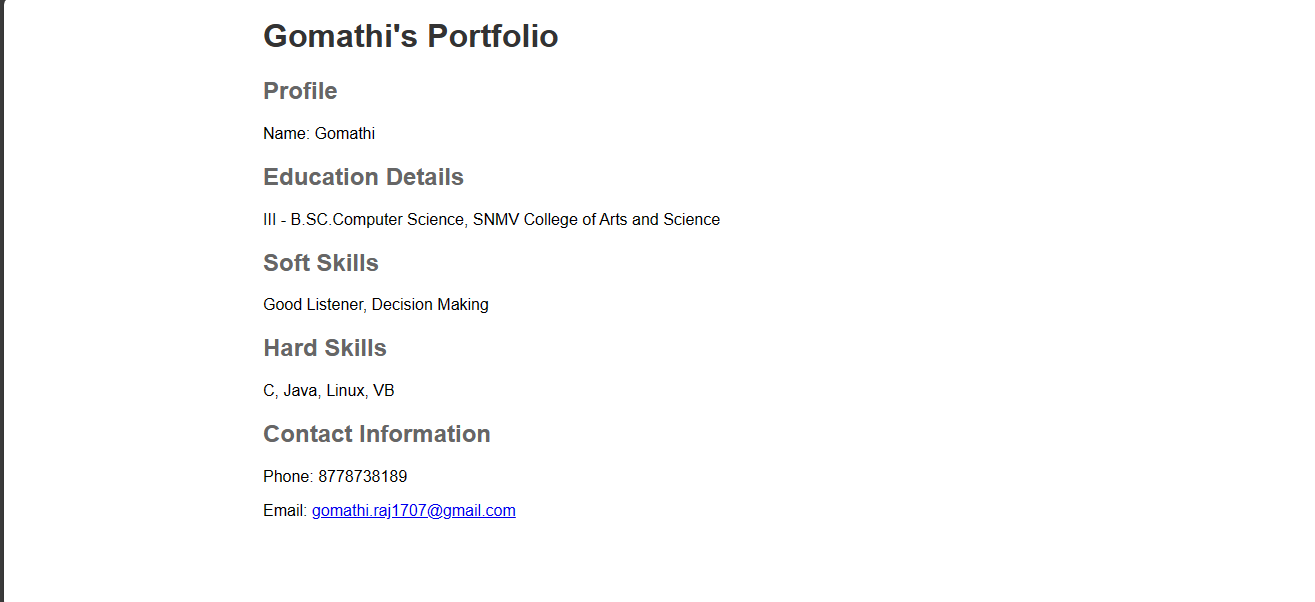 Gomathi's Portfolio
Profile
Name: Gomathi
Education Details
III - B.SC.Computer Science, SNMV College of Arts and Science
Soft Skills
Good Listener, Decision Making
Hard Skills
C, Java, Linux, VB
Contact Information
Phone: 8778738189
Email: gomathi.raj1707@gmail.com